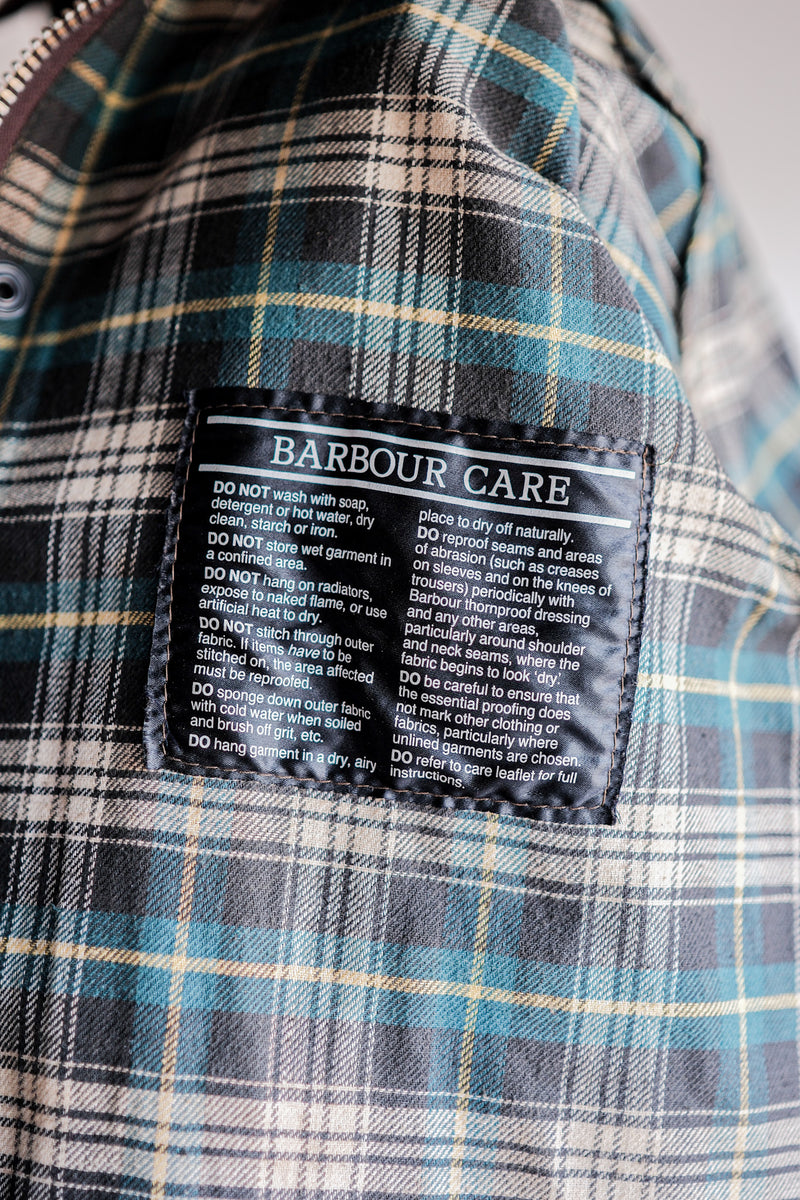 BARBOUR CARE
DO NOT wash with soap,
detergent or hot water, dry
clean, starch or iron.
DO NOT store wet garment in
a confined area.
DO NOT hang on radiators,
expose to naked flame, or use
artificial heat to dry.
DO NOT stitch through outer
fabric. If items have to be
stitched on, the area affected
must be reproofed.
DO sponge down outer fabric
with cold water when soiled
and brush off grit, etc.
DO hang garment in a dry, airy
place to dry off naturally.
DO reproof seams and areas
of abrasion (such as creases
on sleeves and on the knees of
trousers) periodically with
Barbour thornproof dressing
and any other areas,
particularly around shoulder
and neck seams, where the
fabric begins to look 'dry'.
DO be careful to ensure that
the essential proofing does
not mark other clothing or
fabrics, particularly where
unlined garments are chosen.
DO refer to care leaflet for full
instructions.